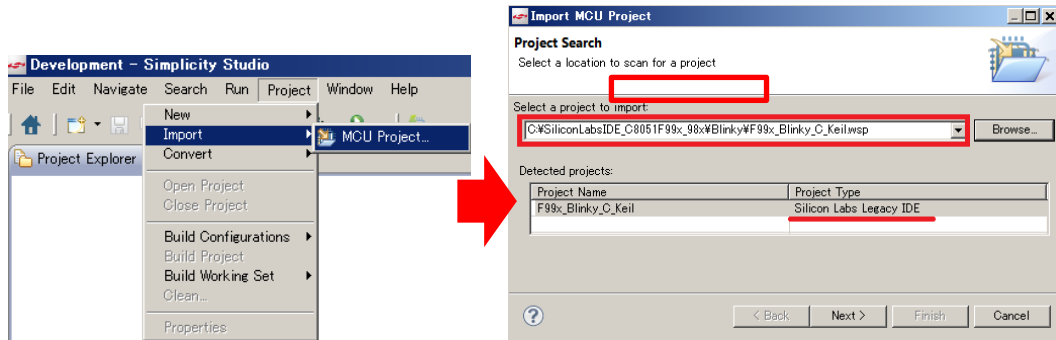 Development - Simplicity Studio
File Edit Navigate Search Run Project Window Help
New
Import
MCU Project...
Convert
Project Explorer
Open Project
Close Project
Build Configurations
Build Project
Build Working Set
Clean...
Properties
Import MCU Project
Project Search
Select a location to scan for a project
Select a project to import:
C:¥SiliconLabsIDE_C8051F99x_98x¥Blinky¥F99x_Blinky_C_Keil.wsp
Browse...
Detected projects:
Project Name Project Type
F99x_Blinky_C_Keil Silicon Labs Legacy IDE
? < Back Next > Finish Cancel